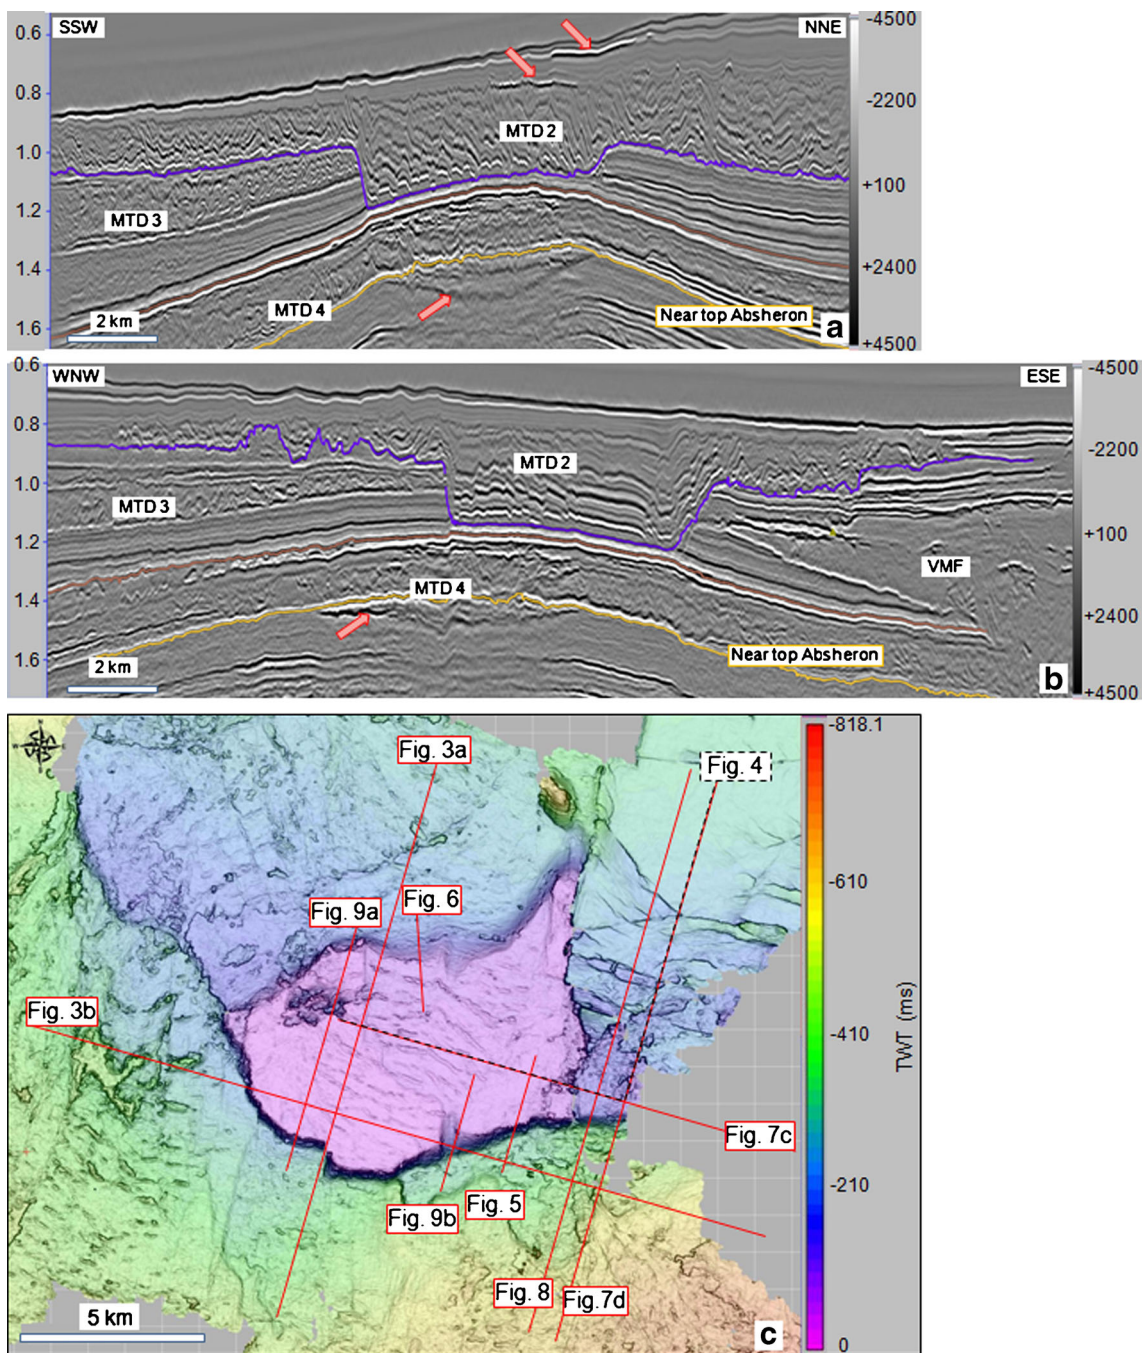 SSW
NNE
0.6
0.8
1.0
1.2
1.4
1.6
MTD 2
MTD 3
MTD 4
Near top Absheron
2 km
a
-4500
-2200
+100
+2400
+4500
WNW
ESE
0.6
0.8
1.0
1.2
1.4
1.6
MTD 2
MTD 3
MTD 4
VMF
Near top Absheron
2 km
b
-4500
-2200
+100
+2400
+4500
Fig. 3a
Fig. 4
Fig. 6
Fig. 9a
Fig. 3b
Fig. 7c
Fig. 5
Fig. 9b
Fig. 8
Fig.7d
5 km
c
-818.1
-610
-410
-210
0
TWT (ms)